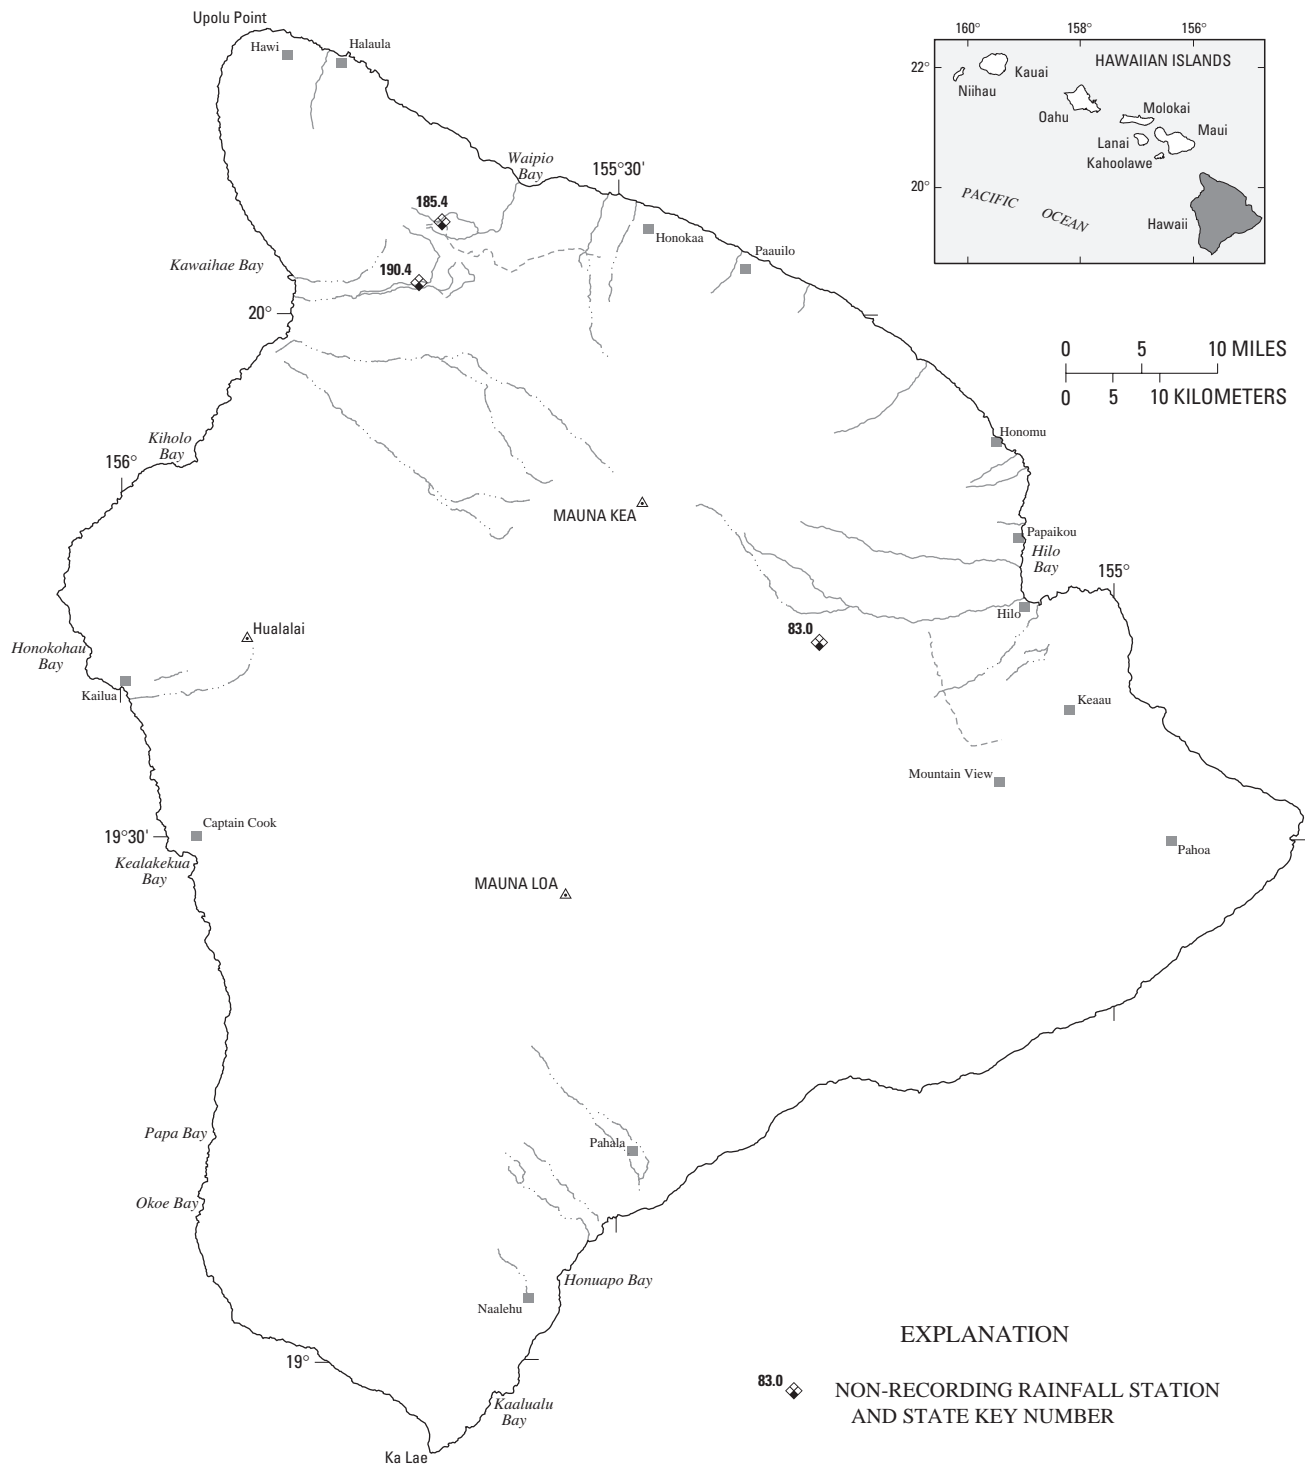 Upolu Point
Hawi
Halaula
160°
158°
156°
HAWAIIAN ISLANDS
22°
Kauai
Niihau
Oahu
Molokai
Lanai
Maui
Kahoolawe
20°
PACIFIC OCEAN
Hawaii
Waipio
Bay
155°30'
185.4
Honokaa
Paauilo
Kawaihae Bay
190.4
20°
0 5 10 MILES
0 5 10 KILOMETERS
Kiholo
Bay
156°
Honomu
MAUNA KEA
Papaikou
Hilo
Bay
155°
Hilo
83.0
Hualalai
Honokohau
Bay
Kailua
Keaau
Mountain View
Captain Cook
19°30'
Kealakekua
Bay
Pahoa
MAUNA LOA
Papa Bay
Pahala
Okoe Bay
Honuapo Bay
Naalehu
19°
Kaalualu
Bay
Ka Lae
EXPLANATION
83.0
NON-RECORDING RAINFALL STATION
AND STATE KEY NUMBER